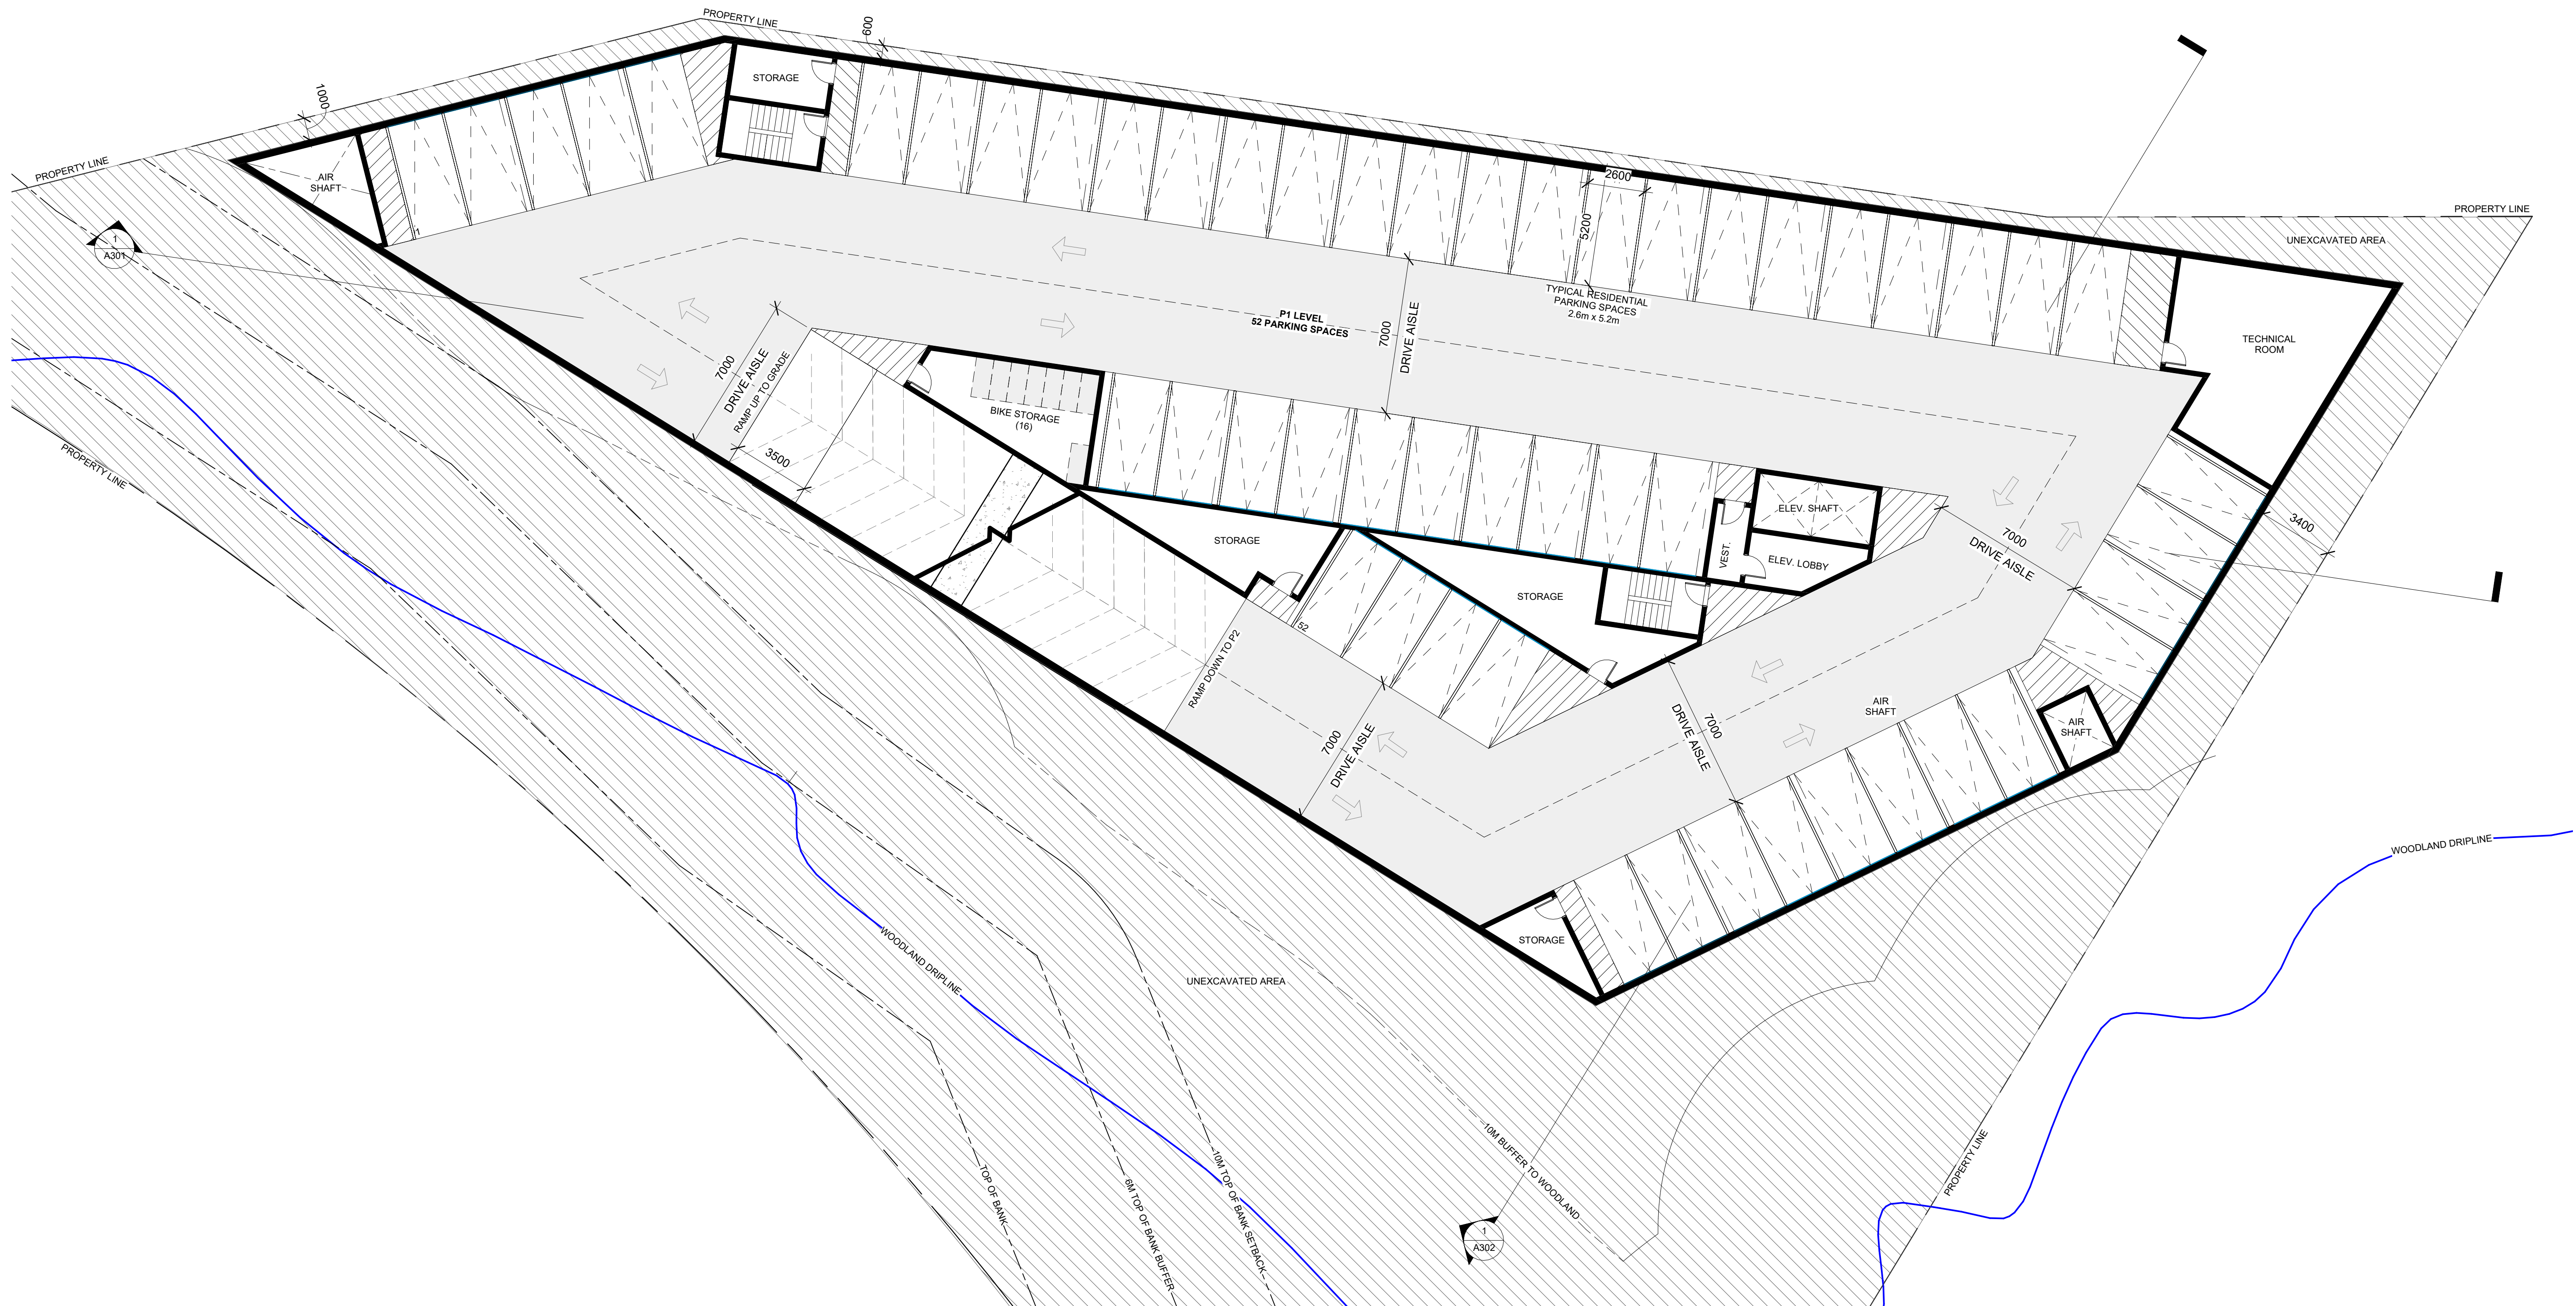 PROPERTY LINE
600
STORAGE
1000
PROPERTY LINE
AIR
SHAFT
2600
5200
PROPERTY LINE
UNEXCAVATED AREA
1
A301
1
TYPICAL RESIDENTIAL
PARKING SPACES
2.6m x 5.2m
P1 LEVEL
52 PARKING SPACES
7000
DRIVE AISLE
TECHNICAL
ROOM
7000
DRIVE AISLE
RAMP UP TO GRADE
BIKE STORAGE
(16)
3500
PROPERTY LINE
ELEV. SHAFT
VEST.
ELEV. LOBBY
7000
DRIVE AISLE
3400
STORAGE
STORAGE
52
RAMP DOWN TO P2
7000
DRIVE AISLE
7000
DRIVE AISLE
AIR
SHAFT
AIR
SHAFT
WOODLAND DRIPLINE
STORAGE
WOODLAND DRIPLINE
UNEXCAVATED AREA
10M BUFFER TO WOODLAND
PROPERTY LINE
TOP OF BANK
6M TOP OF BANK BUFFER
10M TOP OF BANK SETBACK
1
A302